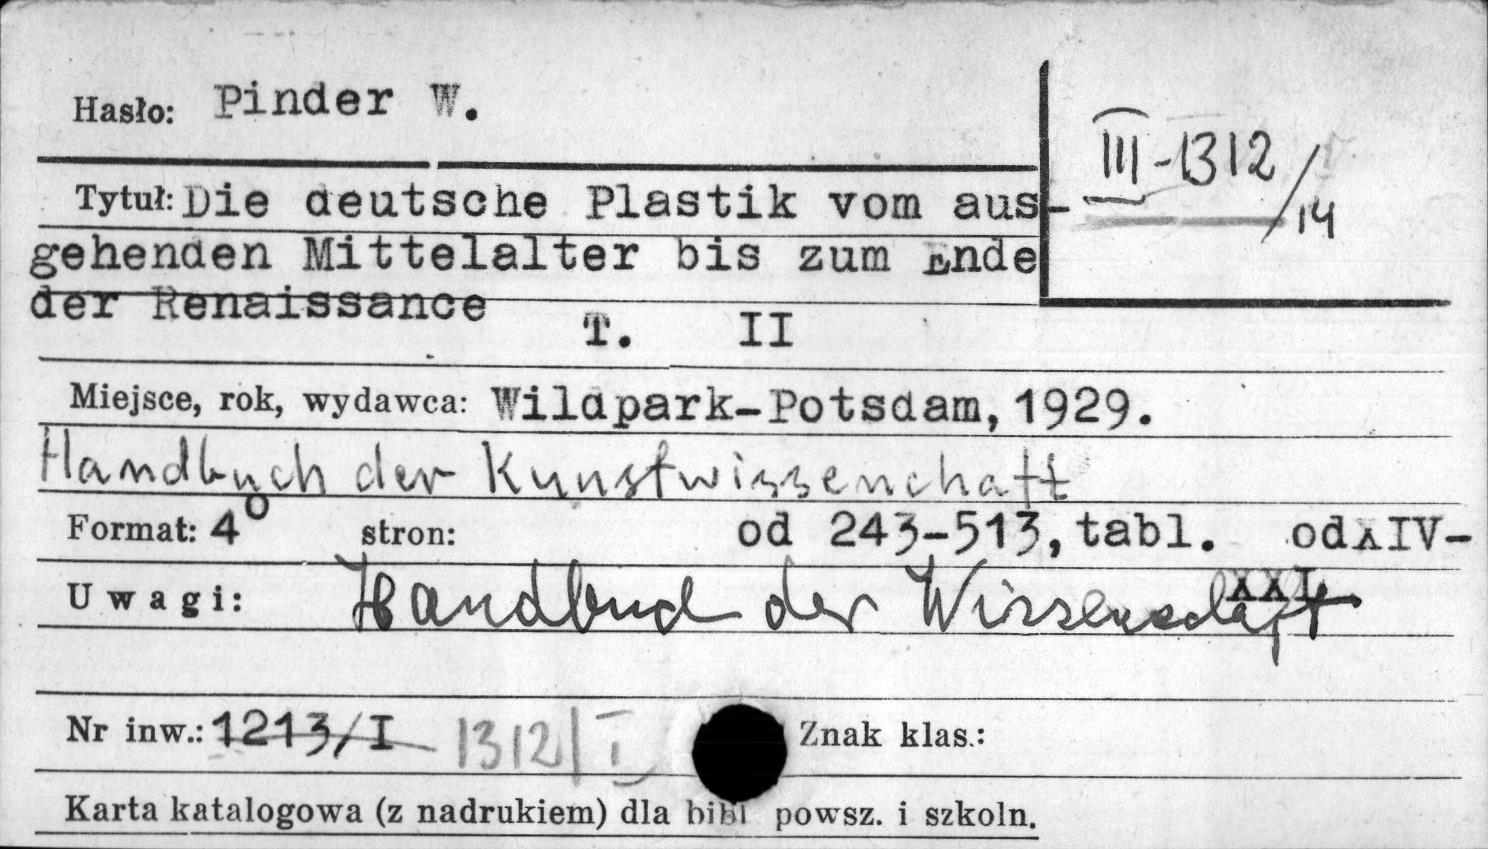 Hasło: Pinder W.
III-1312/14
Tytuł: Die deutsche Plastik vom aus-
gehenden Mittelalter bis zum Ende
der Renaissance
T. II
Miejsce, rok, wydawca: Wildpark-Potsdam, 1929.
Handbuch der Kunstwissenchaft
Format: 4° stron: od 243-513, tabl. od XIV-
XXI
Uwagi: Handbuch der Wissenschaft
Nr inw.: 1213/I 1312/I Znak klas.:
Karta katalogowa (z nadrukiem) dla bibl powsz. i szkoln.